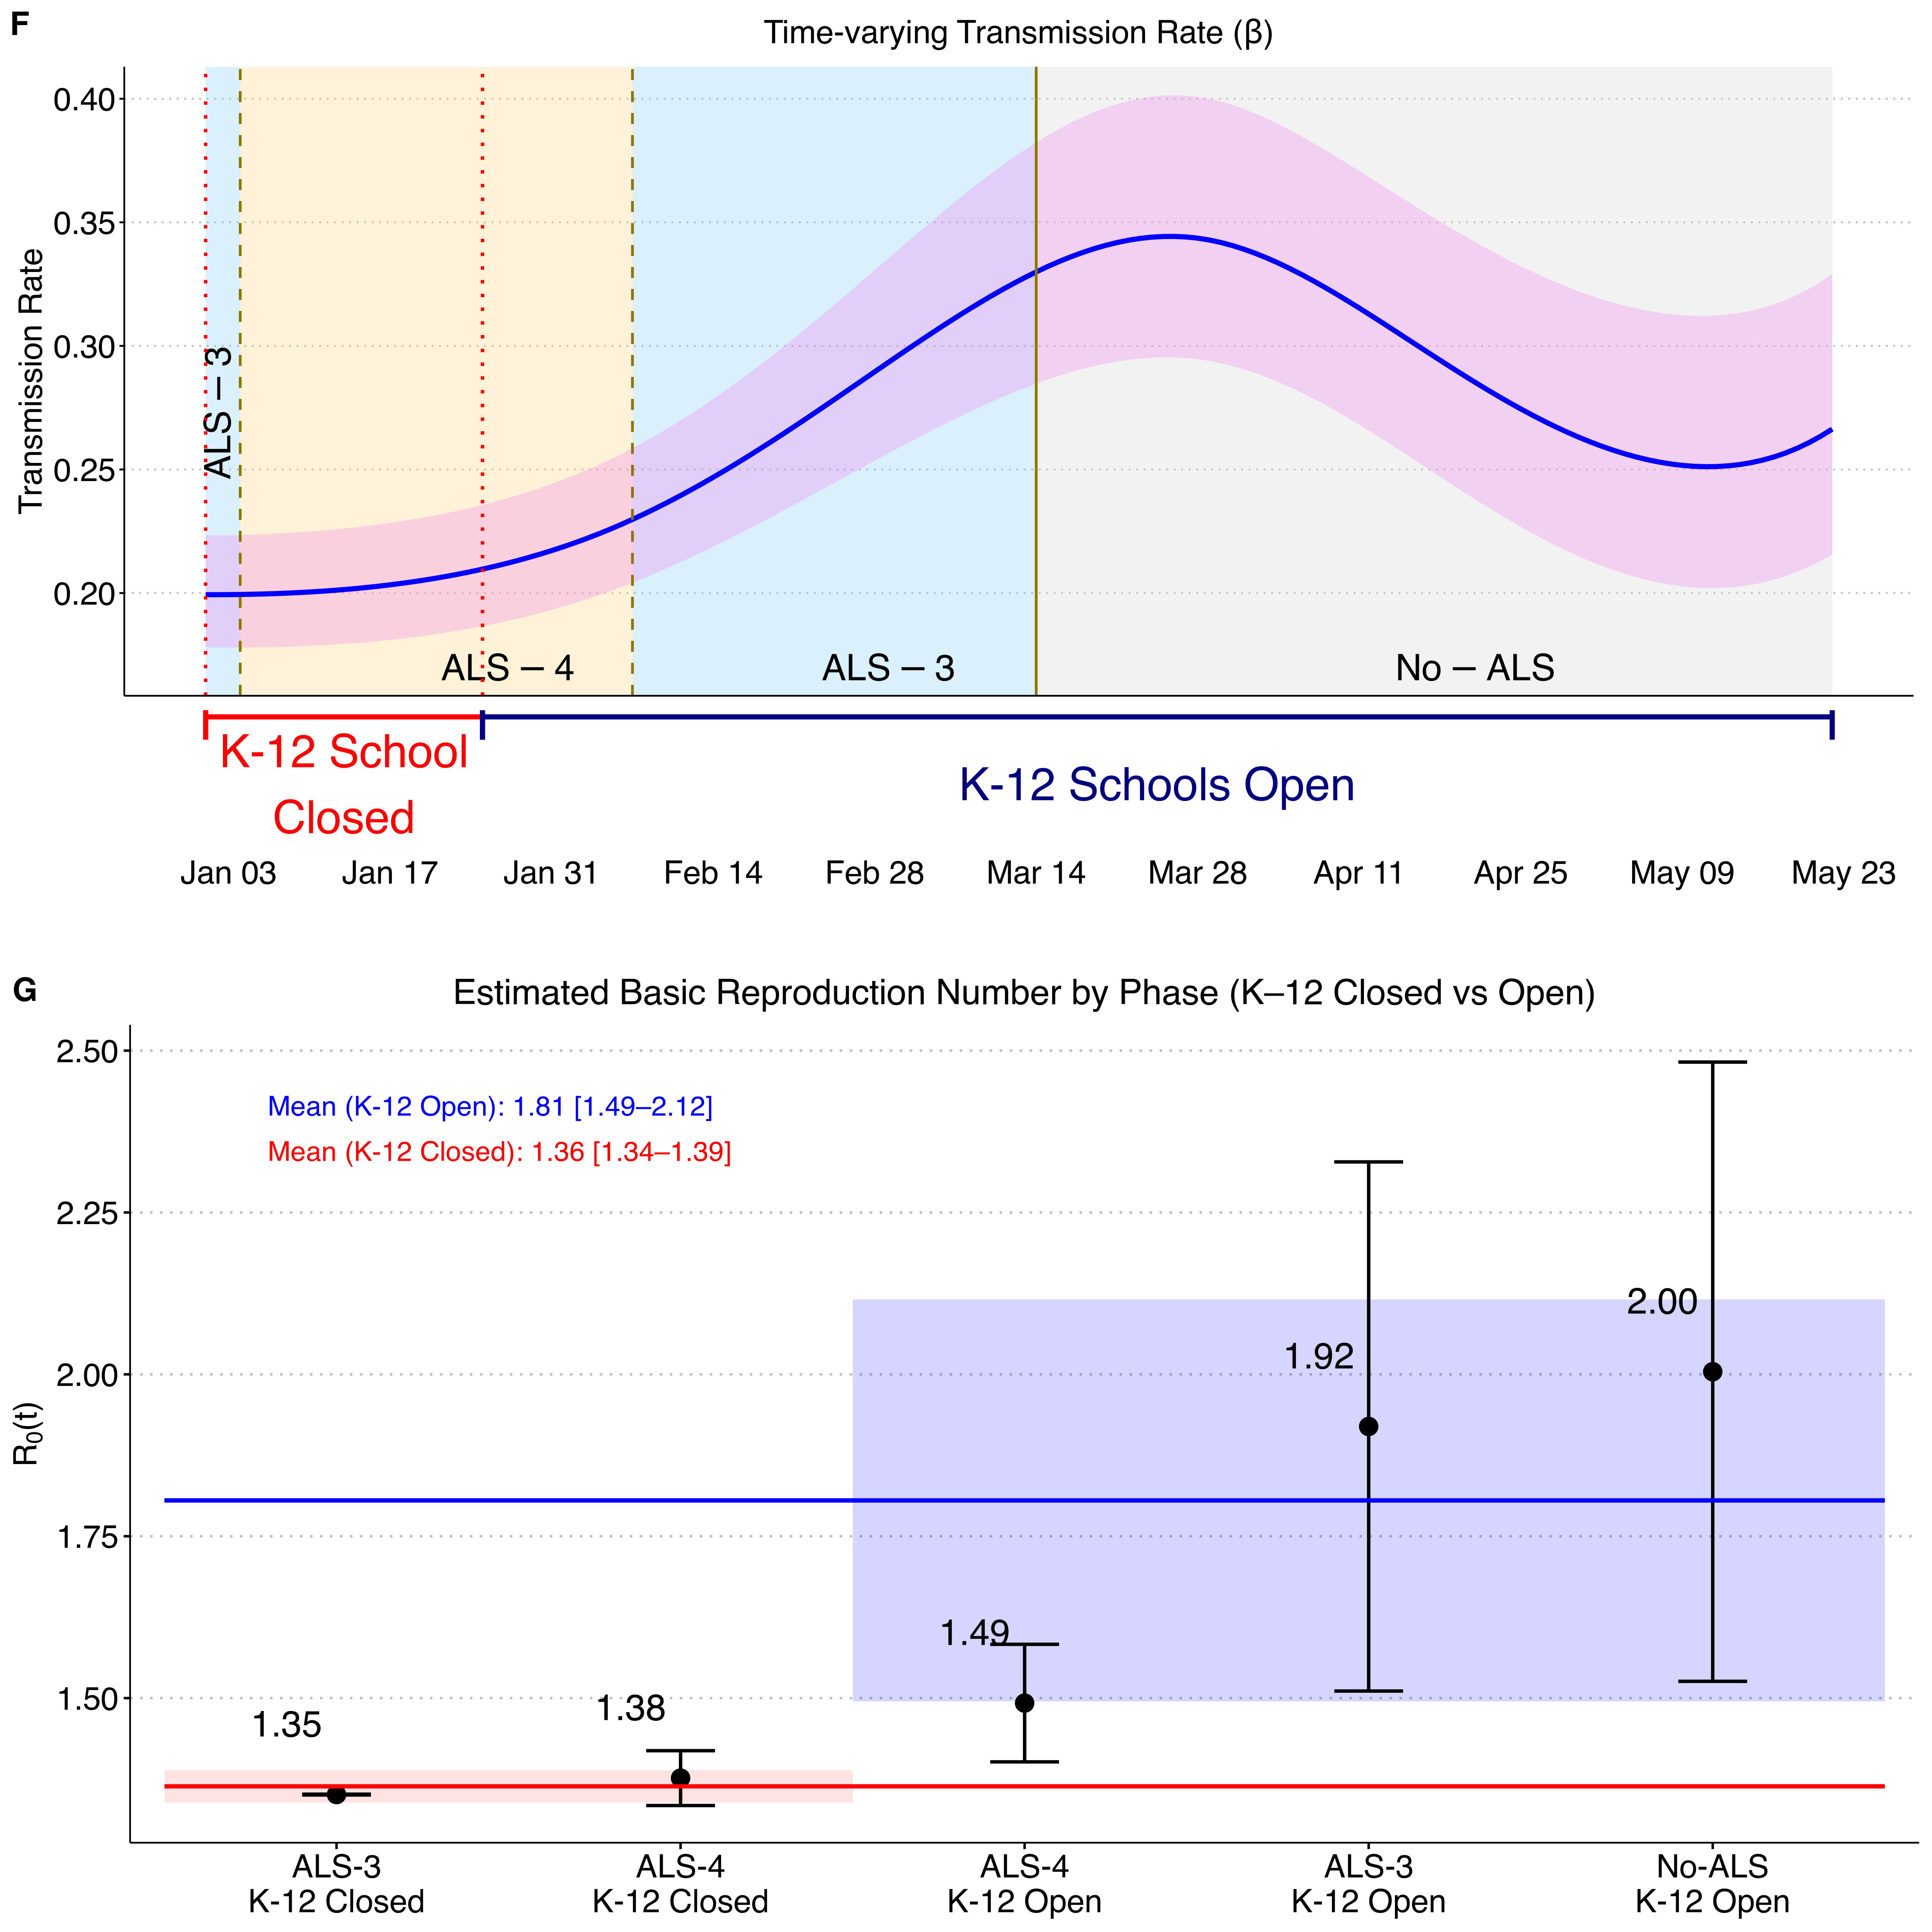 F
Time-varying Transmission Rate (β)
Transmission Rate
0.40
0.35
0.30
0.25
0.20
ALS – 3
ALS – 4
ALS – 3
No – ALS
K-12 School
Closed
K-12 Schools Open
Jan 03 Jan 17 Jan 31 Feb 14 Feb 28 Mar 14 Mar 28 Apr 11 Apr 25 May 09 May 23
G
Estimated Basic Reproduction Number by Phase (K–12 Closed vs Open)
R₀(t)
2.50
2.25
2.00
1.75
1.50
Mean (K-12 Open): 1.81 [1.49–2.12]
Mean (K-12 Closed): 1.36 [1.34–1.39]
1.35
1.38
1.49
1.92
2.00
ALS-3
K-12 Closed
ALS-4
K-12 Closed
ALS-4
K-12 Open
ALS-3
K-12 Open
No-ALS
K-12 Open